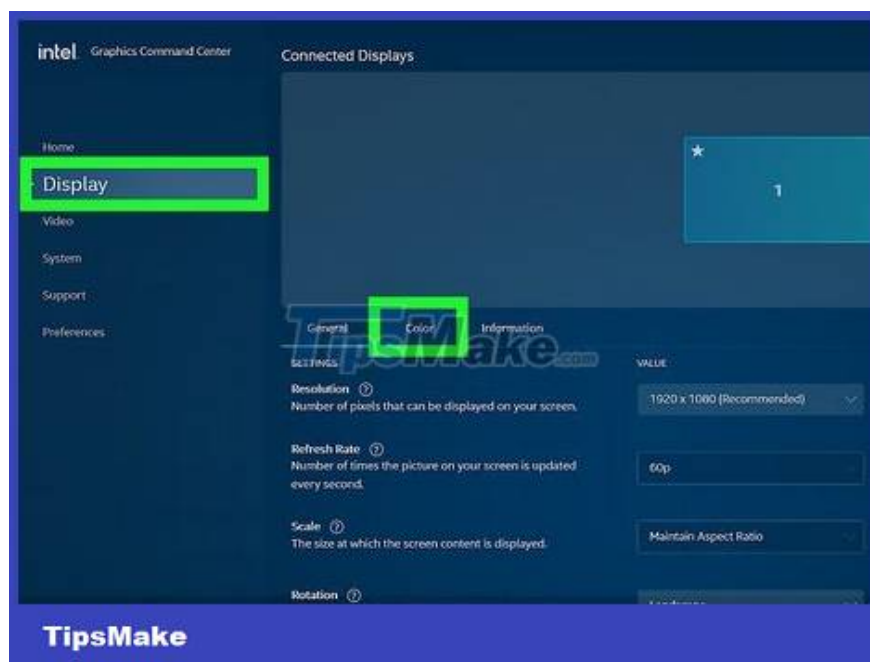 intel Graphics Command Center
Connected Displays
Home
Display
Video
System
Support
Preferences
1
General Color Information
TipsMake.com
SETTINGS VALUE
Resolution ?
Number of pixels that can be displayed on your screen.
1920 x 1080 (Recommended)
Refresh Rate ?
Number of times the picture on your screen is updated
every second.
60p
Scale ?
The size at which the screen content is displayed.
Maintain Aspect Ratio
Rotation ?
TipsMake